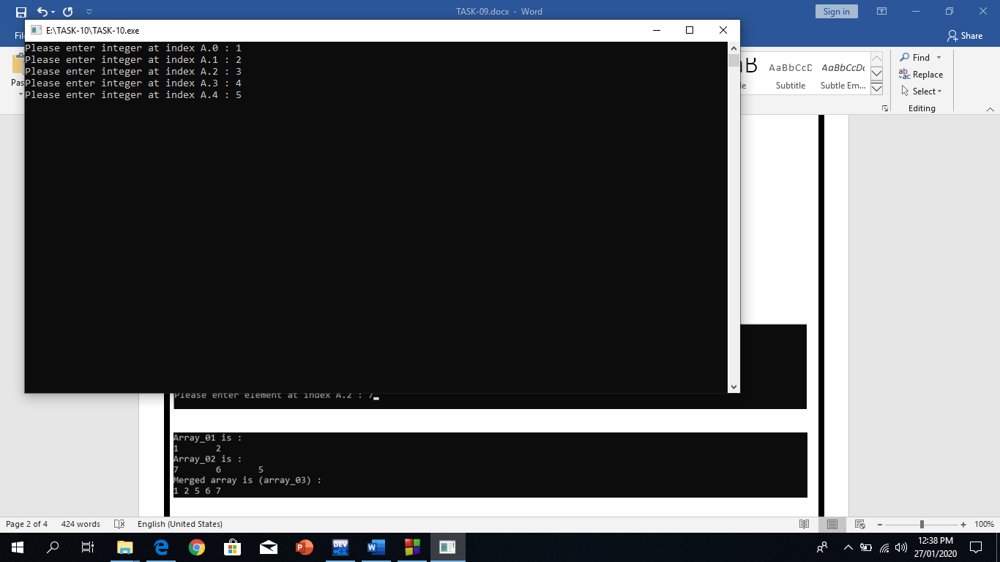 TASK-09.docx - Word
Sign in
E:\TASK-10\TASK-10.exe
Share
Please enter integer at index A.0 : 1
Please enter integer at index A.1 : 2
Please enter integer at index A.2 : 3
Please enter integer at index A.3 : 4
Please enter integer at index A.4 : 5
AaBbCcD
AaBbCcDc
Subtitle
Subtle Em...
Find
Replace
Select
Editing
Please enter element at index A.2 : 7
Array_01 is :
1 2
Array_02 is :
7 6 5
Merged array is (array_03) :
1 2 5 6 7
Page 2 of 4 424 words English (United States)
100%
DEV
12:38 PM
27/01/2020